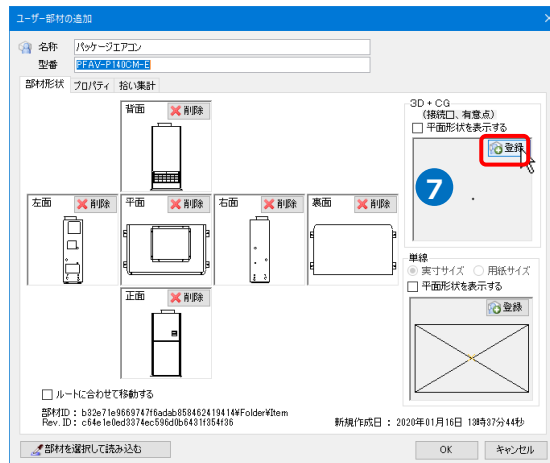 ユーザー部材の追加
名称 パッケージエアコン
型番 PFAV-P140CM-E
部材形状 プロパティ 拾い集計
背面 削除
3D+CG
(接続口、有意点)
平面形状を表示する
登録
7
左面 削除 平面 削除 右面 削除 裏面 削除
単線
実寸サイズ 用紙サイズ
平面形状を表示する
登録
正面 削除
ルートに合わせて移動する
部材ID : b32e71e9669747f6adab858462419414¥Folder¥Item
Rev. ID : c64e1e0ed3374ec596d0b6431f354f36
新規作成日 : 2020年01月16日 13時37分44秒
部材を選択して読み込む
OK キャンセル